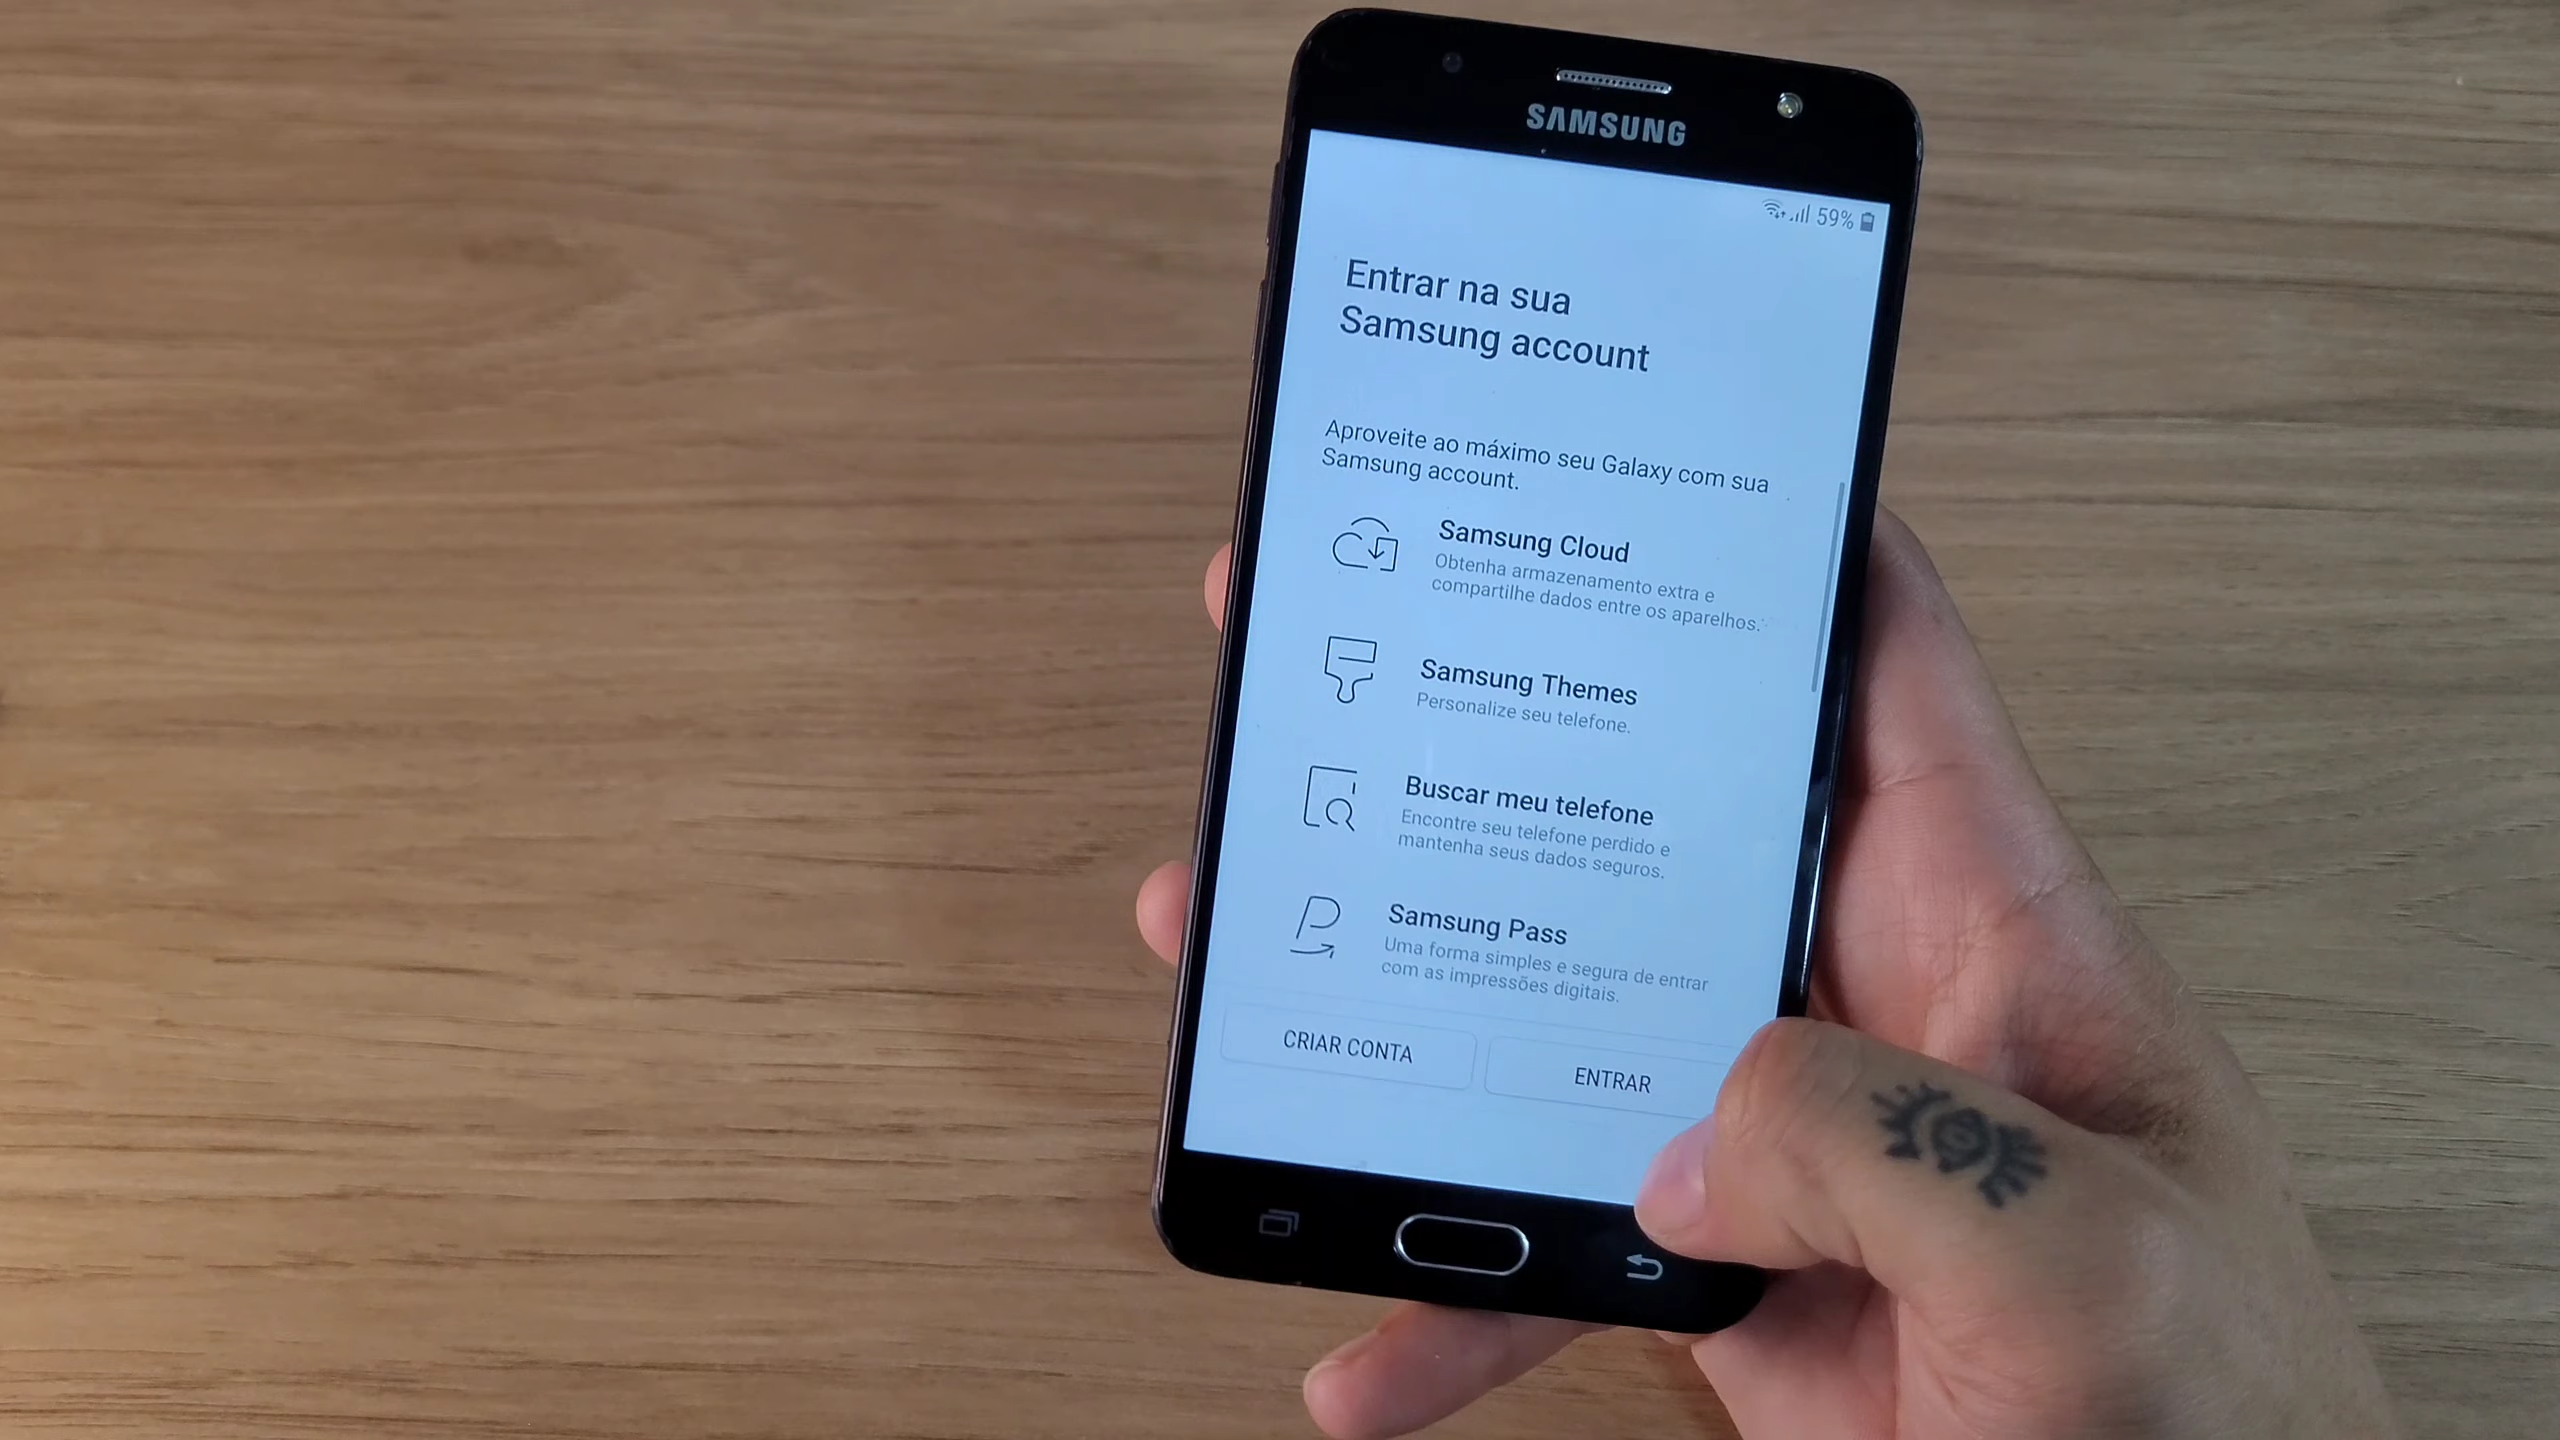 SAMSUNG
59%
Entrar na sua
Samsung account
Aproveite ao máximo seu Galaxy com sua
Samsung account.
Samsung Cloud
Obtenha armazenamento extra e
compartilhe dados entre os aparelhos.
Samsung Themes
Personalize seu telefone.
Buscar meu telefone
Encontre seu telefone perdido e
mantenha seus dados seguros.
Samsung Pass
Uma forma simples e segura de entrar
com as impressões digitais.
CRIAR CONTA
ENTRAR